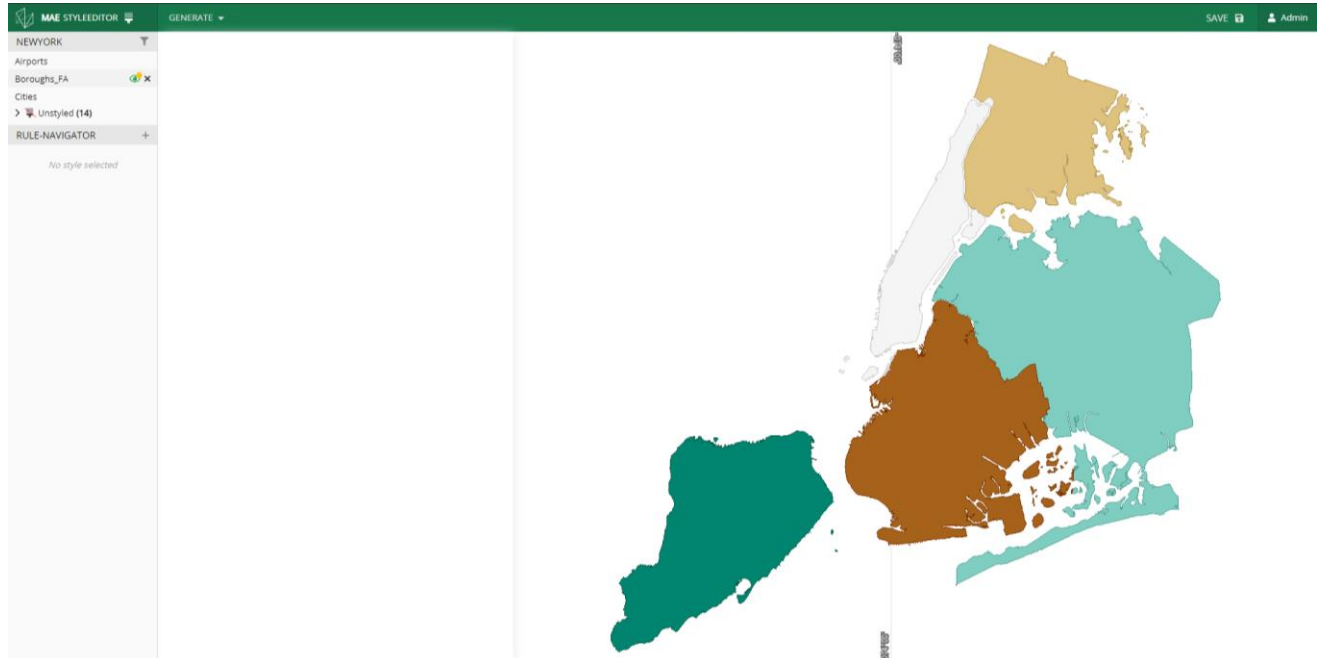 MAE STYLEEDITOR
GENERATE
SAVE
Admin
NEWYORK
Airports
Boroughs_FA
Cities
Unstyled (14)
RULE-NAVIGATOR
No style selected